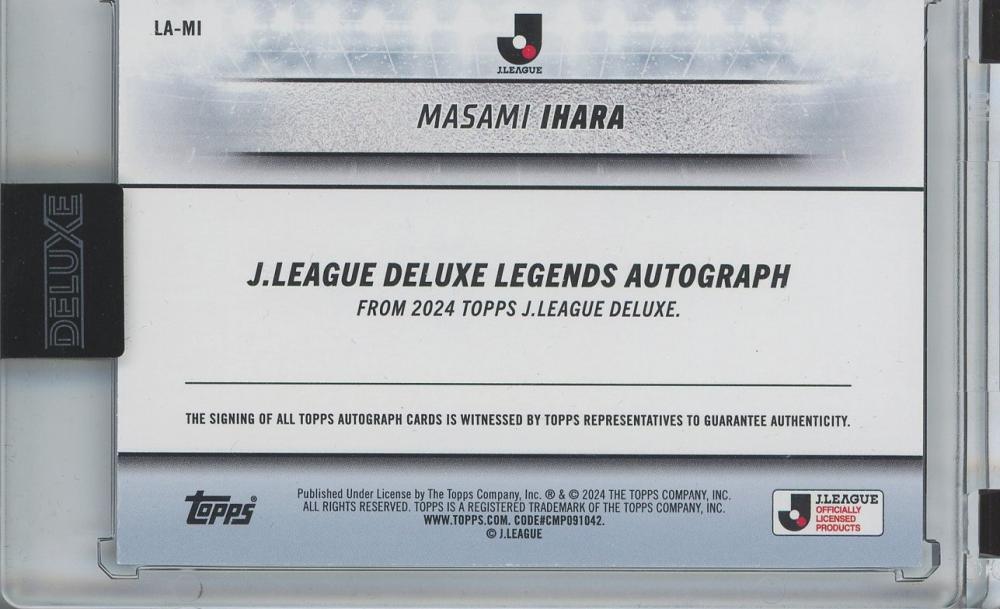 LA-MI
J.LEAGUE
MASAMI IHARA
DELUXE
J.LEAGUE DELUXE LEGENDS AUTOGRAPH
FROM 2024 TOPPS J.LEAGUE DELUXE.
THE SIGNING OF ALL TOPPS AUTOGRAPH CARDS IS WITNESSED BY TOPPS REPRESENTATIVES TO GUARANTEE AUTHENTICITY.
topps®
Published Under License by The Topps Company, Inc. ® & © 2024 THE TOPPS COMPANY, INC.
ALL RIGHTS RESERVED. TOPPS IS A REGISTERED TRADEMARK OF THE TOPPS COMPANY, INC.
WWW.TOPPS.COM. CODE#CMP091042.
© J.LEAGUE
J.LEAGUE
OFFICIALLY
LICENSED
PRODUCTS